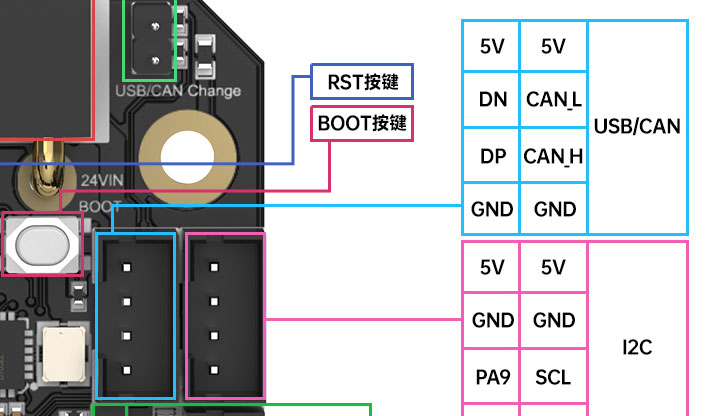 USB/CAN Change
RST按键
BOOT按键
24VIN
BOOT
5V 5V
DN CAN_L
DP CAN_H
GND GND
USB/CAN
5V 5V
GND GND
PA9 SCL
I2C